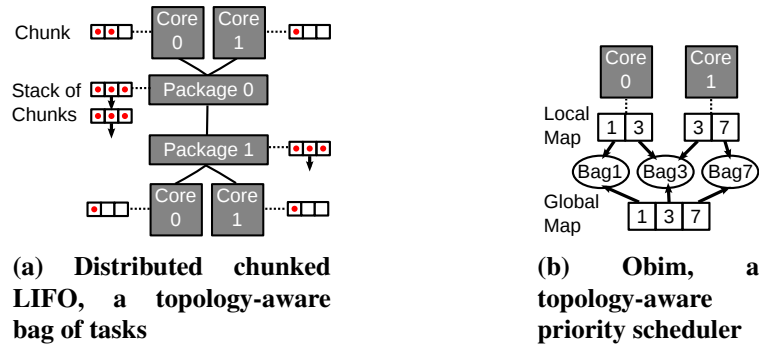 Chunk
Core
0
Core
1
Stack of
Chunks
Package 0
Package 1
Core
0
Core
1
(a) Distributed chunked
LIFO, a topology-aware
bag of tasks
Core
0
Core
1
Local
Map
1 3
3 7
Bag1 Bag3 Bag7
Global
Map
1 3 7
(b) Obim, a
topology-aware
priority scheduler